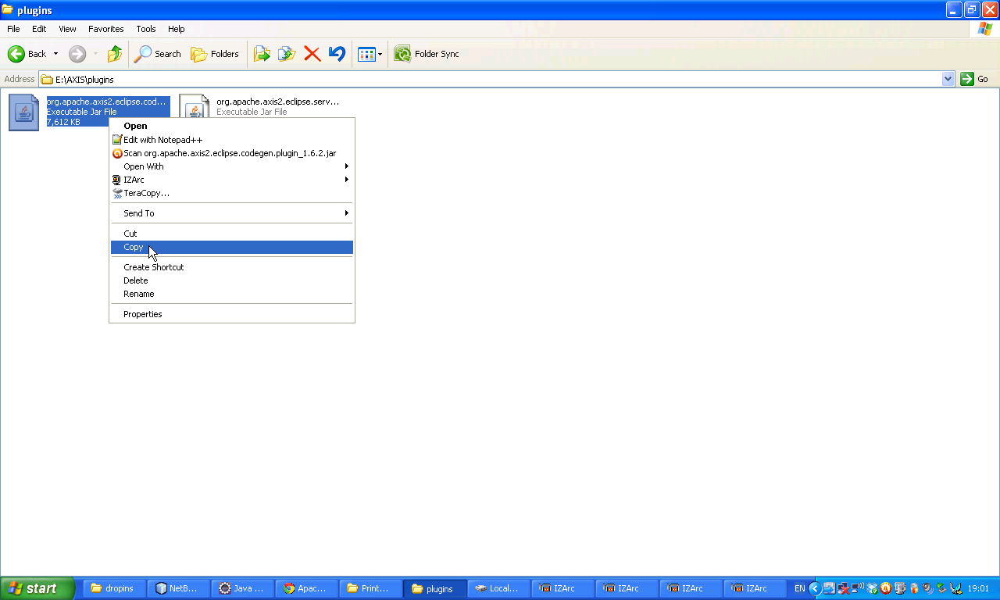 plugins
File Edit View Favorites Tools Help
Back Search Folders Folder Sync
Address E:\AXIS\plugins Go
org.apache.axis2.eclipse.cod...
Executable Jar File
7,612 KB
org.apache.axis2.eclipse.serv...
Executable Jar File
Open
Edit with Notepad++
Scan org.apache.axis2.eclipse.codegen.plugin_1.6.2.jar
Open With
IZArc
TeraCopy...
Send To
Cut
Copy
Create Shortcut
Delete
Rename
Properties
start dropins NetB... Java ... Apac... Print... plugins Local... IZArc IZArc IZArc IZArc EN 19:01